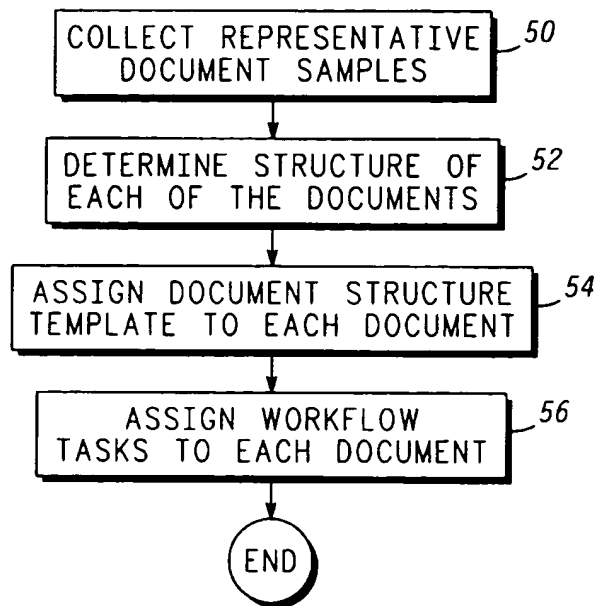 COLLECT REPRESENTATIVE
DOCUMENT SAMPLES
50
DETERMINE STRUCTURE OF
EACH OF THE DOCUMENTS
52
ASSIGN DOCUMENT STRUCTURE
TEMPLATE TO EACH DOCUMENT
54
ASSIGN WORKFLOW
TASKS TO EACH DOCUMENT
56
END